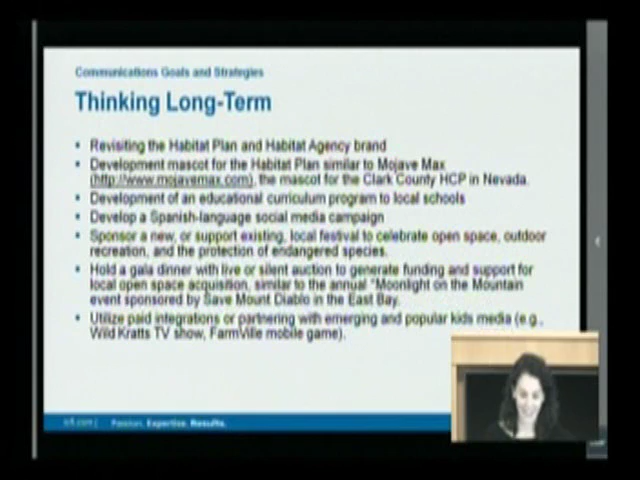 Communications Goals and Strategies
Thinking Long-Term
• Revisiting the Habitat Plan and Habitat Agency brand
• Development mascot for the Habitat Plan similar to Mojave Max
(http://www.mojavemax.com), the mascot for the Clark County HCP in Nevada.
• Development of an educational curriculum program to local schools
• Develop a Spanish-language social media campaign
• Sponsor a new, or support existing, local festival to celebrate open space, outdoor
recreation, and the protection of endangered species.
• Hold a gala dinner with live or silent auction to generate funding and support for
local open space acquisition, similar to the annual "Moonlight on the Mountain
event sponsored by Save Mount Diablo in the East Bay.
• Utilize paid integrations or partnering with emerging and popular kids media (e.g.,
Wild Kratts TV show, FarmVille mobile game).
icfi.com | Passion. Expertise. Results.